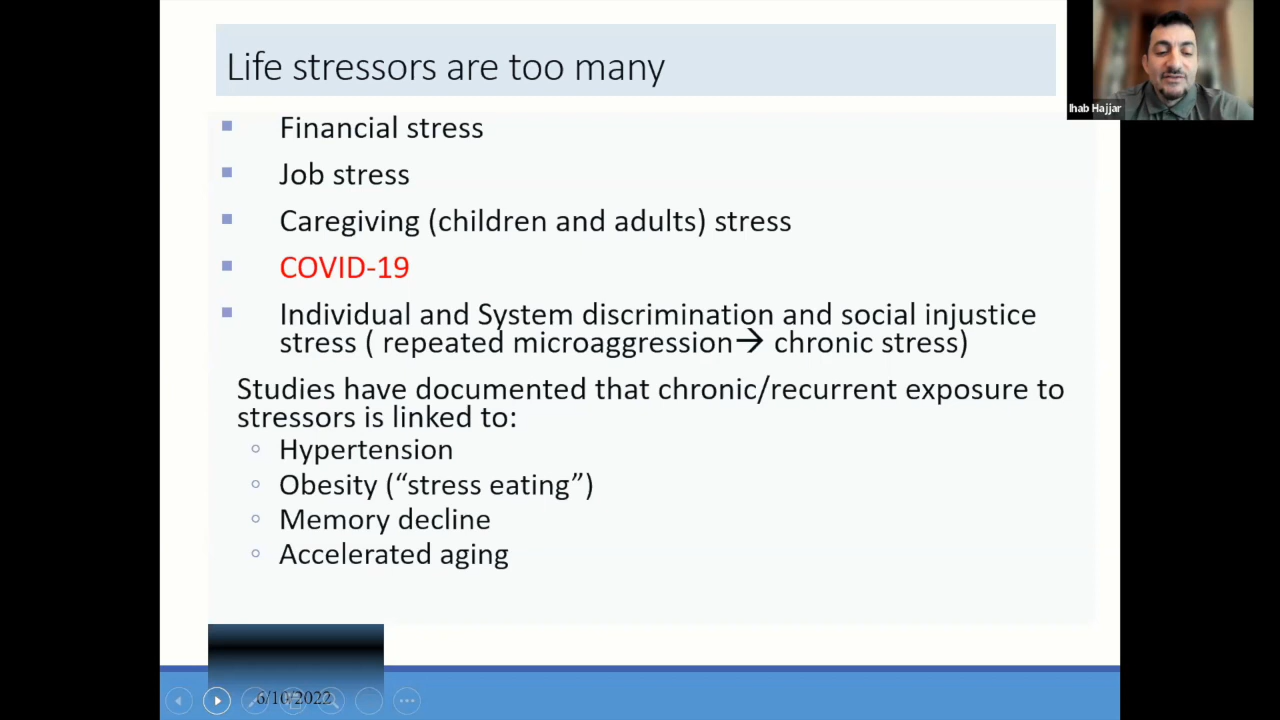 Life stressors are too many
Ihab Hajjar
Financial stress
Job stress
Caregiving (children and adults) stress
COVID-19
Individual and System discrimination and social injustice
stress ( repeated microaggression→ chronic stress)
Studies have documented that chronic/recurrent exposure to
stressors is linked to:
Hypertension
Obesity (“stress eating”)
Memory decline
Accelerated aging
6/10/2022